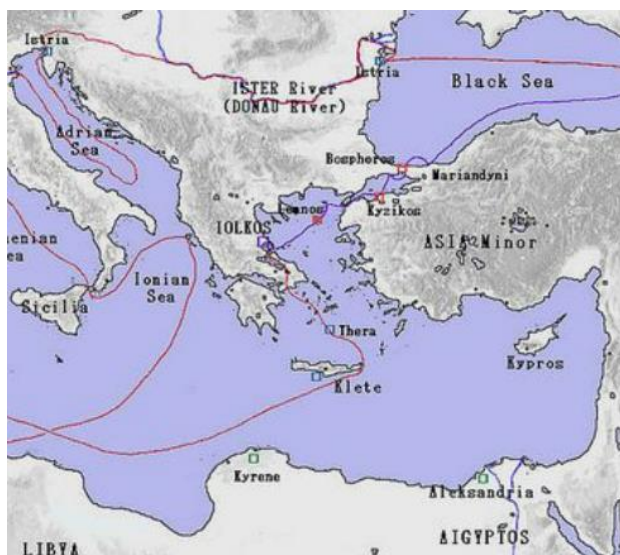 Istria
ISTER River
(DONAU River)
Istria
Black Sea
Adrian
Sea
Bospheros
Mariandyni
Lemnos
Kyzikos
IOLKOS
ASIA Minor
Ionian
Sea
Sicilia
Thera
Kypros
Klete
Kyrene
Aleksandria
LIBYA
AIGYPTOS